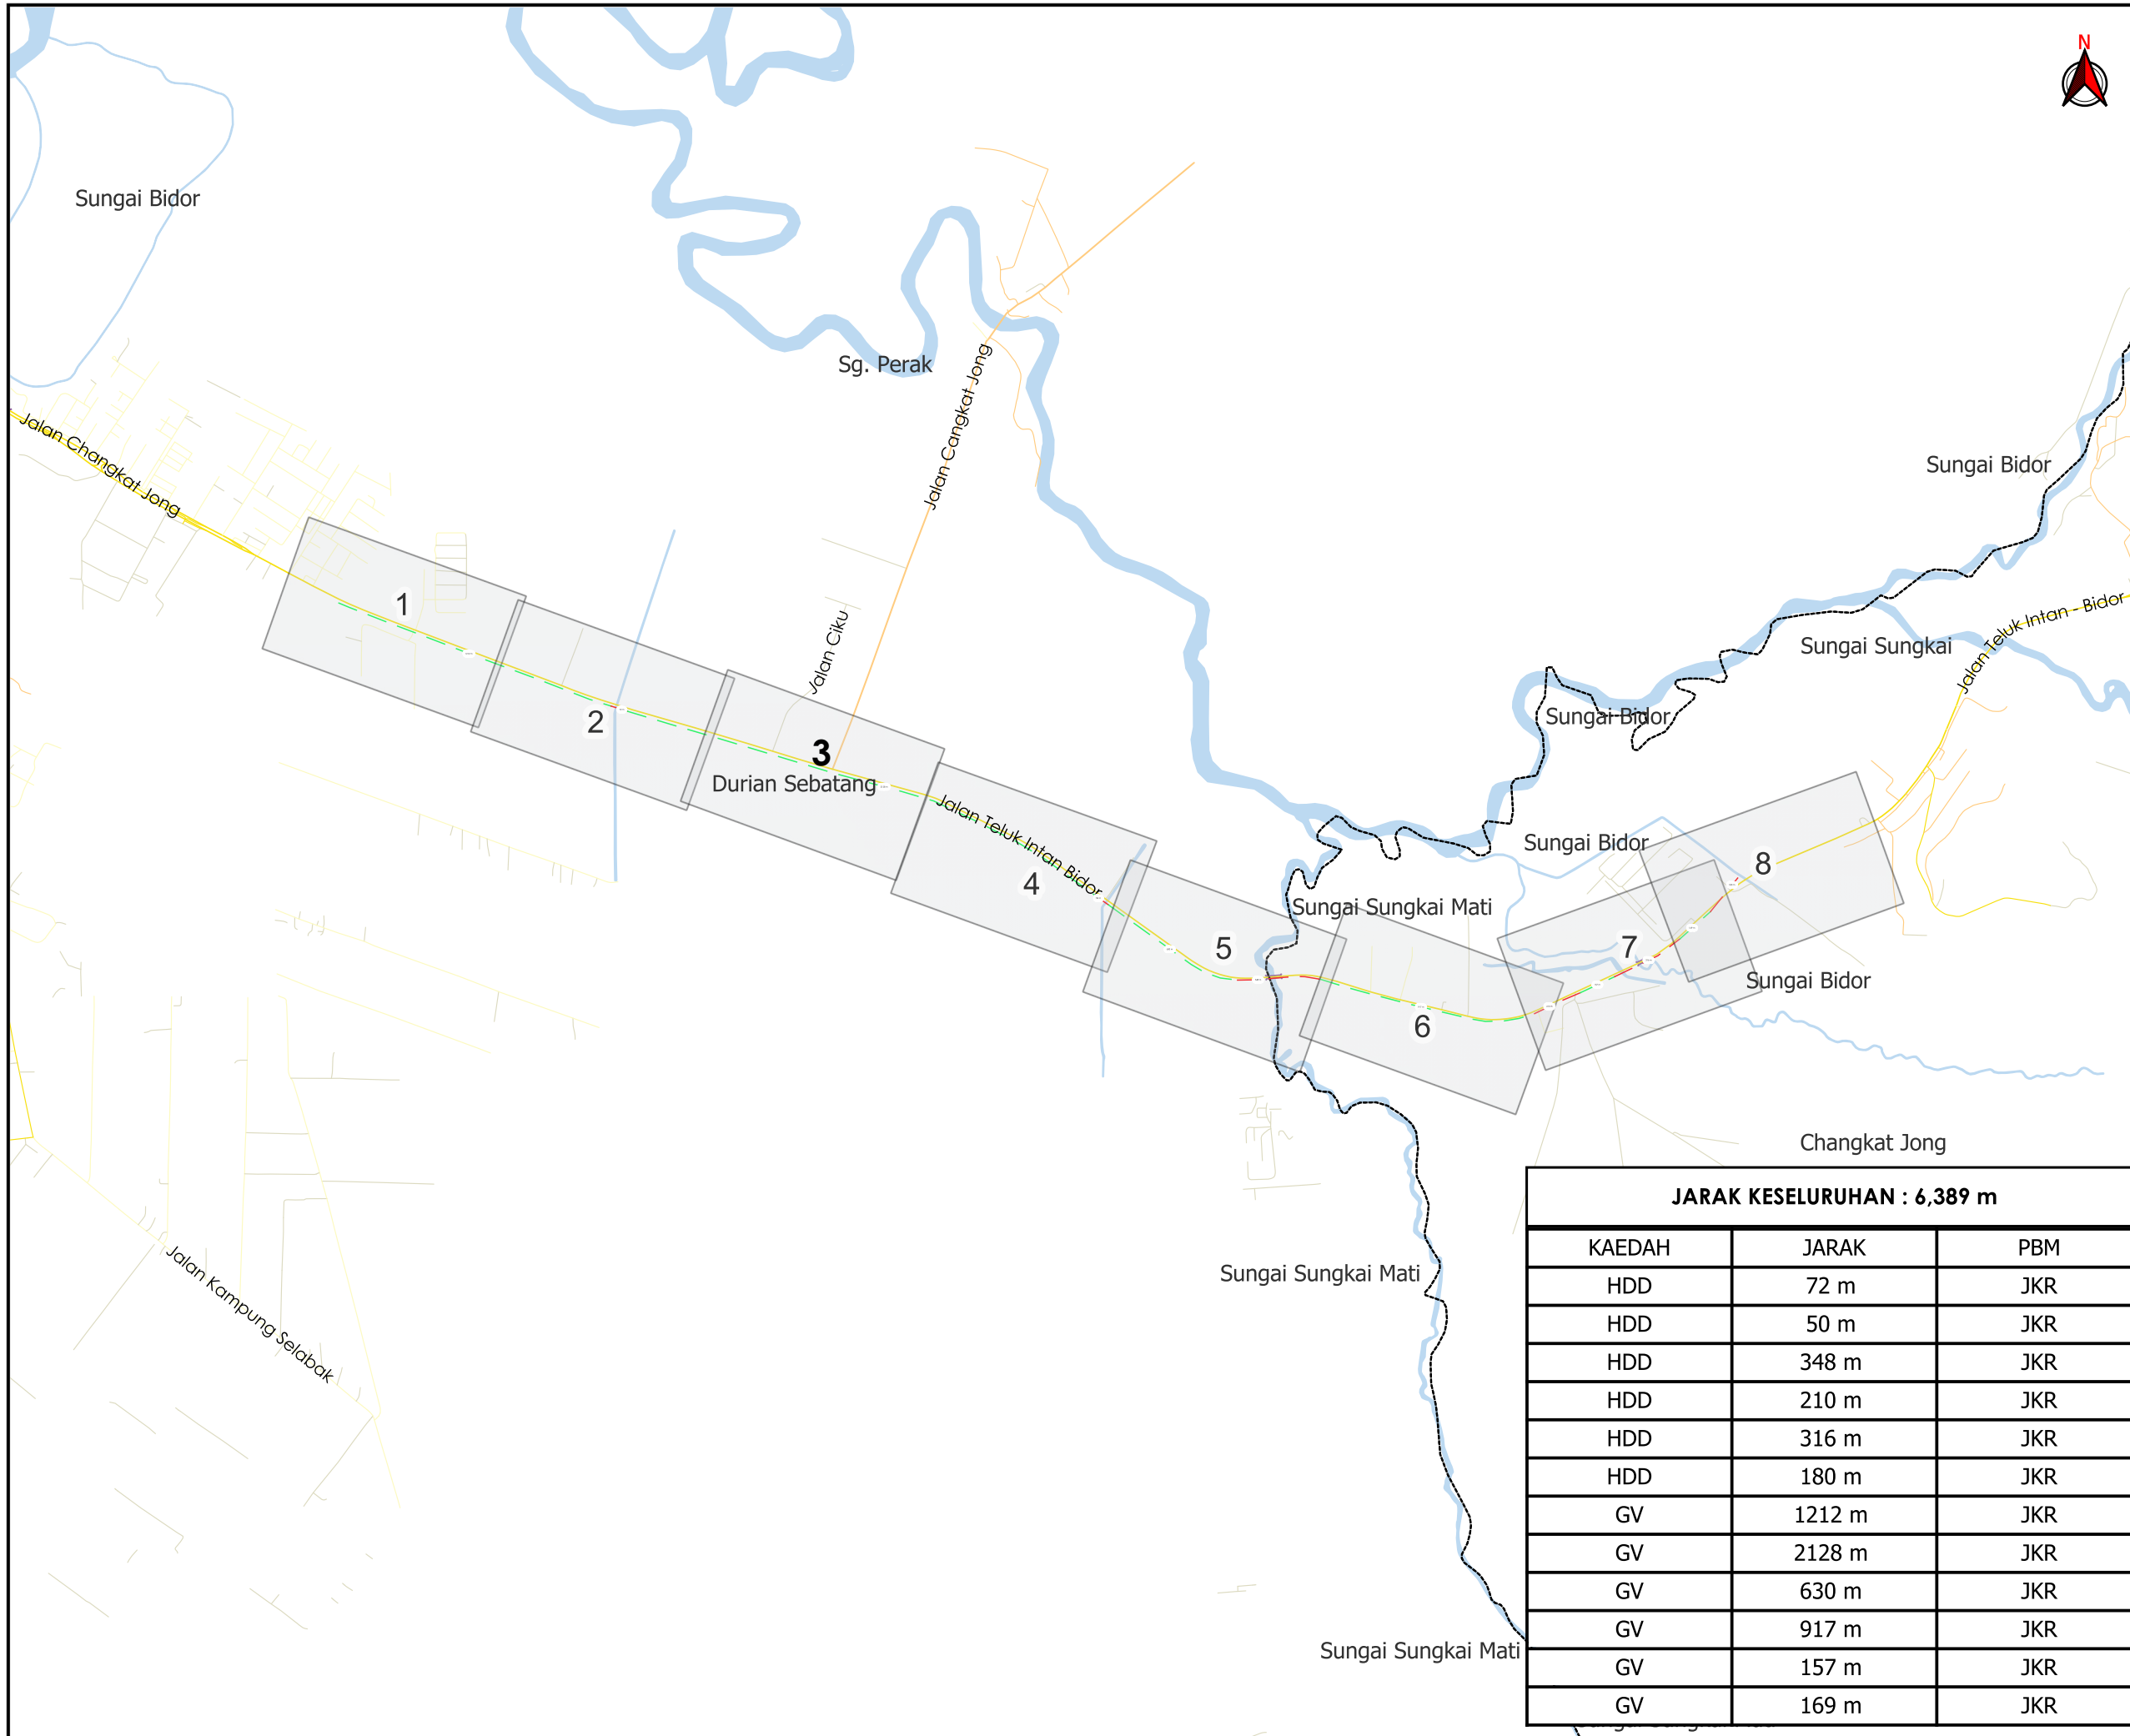 N
Sungai Bidor
Sg. Perak
Jalan Cangkat Jong
Jalan Changkat Jong
Sungai Bidor
Jalan Teluk Intan - Bidor
Sungai Sungkai
1
Jalan Ciku
2
Sungai Bidor
3
Durian Sebatang
Jalan Teluk Intan Bidor
Sungai Bidor
8
4
Sungai Sungkai Mati
5
7
Sungai Bidor
6
Changkat Jong
Sungai Sungkai Mati
Jalan Kampung Selabak
Sungai Sungkai Mati
JARAK KESELURUHAN : 6,389 m
KAEDAH JARAK PBM
HDD 72 m JKR
HDD 50 m JKR
HDD 348 m JKR
HDD 210 m JKR
HDD 316 m JKR
HDD 180 m JKR
GV 1212 m JKR
GV 2128 m JKR
GV 630 m JKR
GV 917 m JKR
GV 157 m JKR
GV 169 m JKR